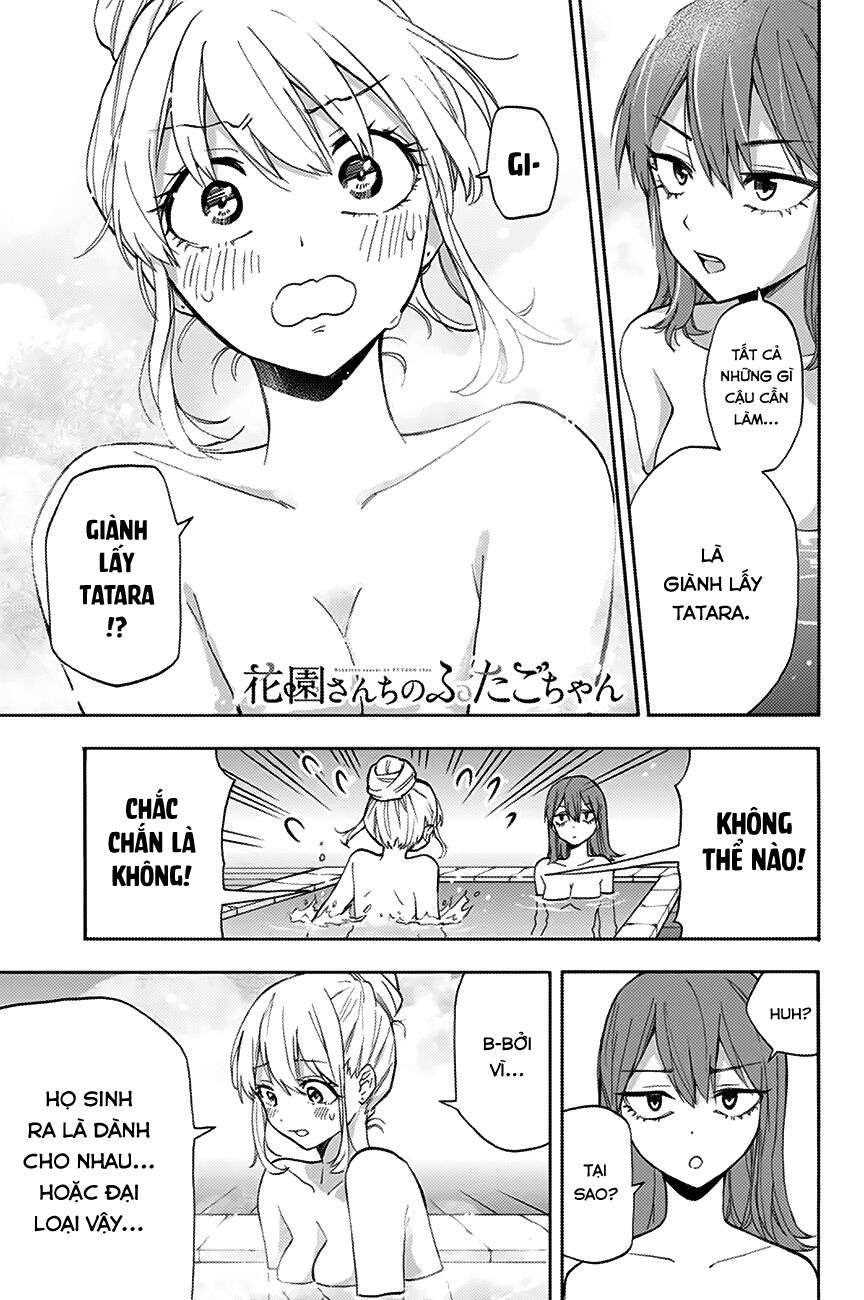 TẤT CẢ
NHỮNG GÌ
CẬU CẦN
LÀM...
LÀ
GIÀNH LẤY
TATARA.
GI-
GIÀNH
LẤY
TATARA
!?
花園さんちのふたごちゃん
KHÔNG
THỂ NÀO!
CHẮC
CHẮN LÀ
KHÔNG!
HUH?
TẠI
SAO?
B-BỞI
VÌ...
HỌ SINH
RA LÀ DÀNH
CHO NHAU...
HOẶC ĐẠI
LOẠI VẬY...